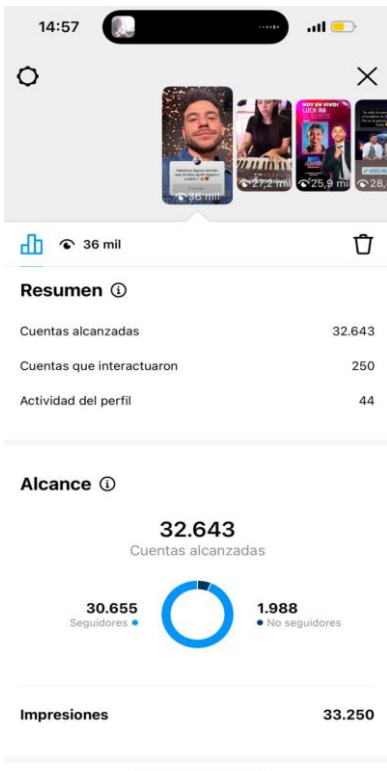 14:57
36 mil
27,2 mil
HOY EN VIVO!
LUCK RA
25,9 mil
28,
36 mil
Resumen
Cuentas alcanzadas 32.643
Cuentas que interactuaron 250
Actividad del perfil 44
Alcance
32.643
Cuentas alcanzadas
30.655
Seguidores
1.988
No seguidores
Impresiones 33.250